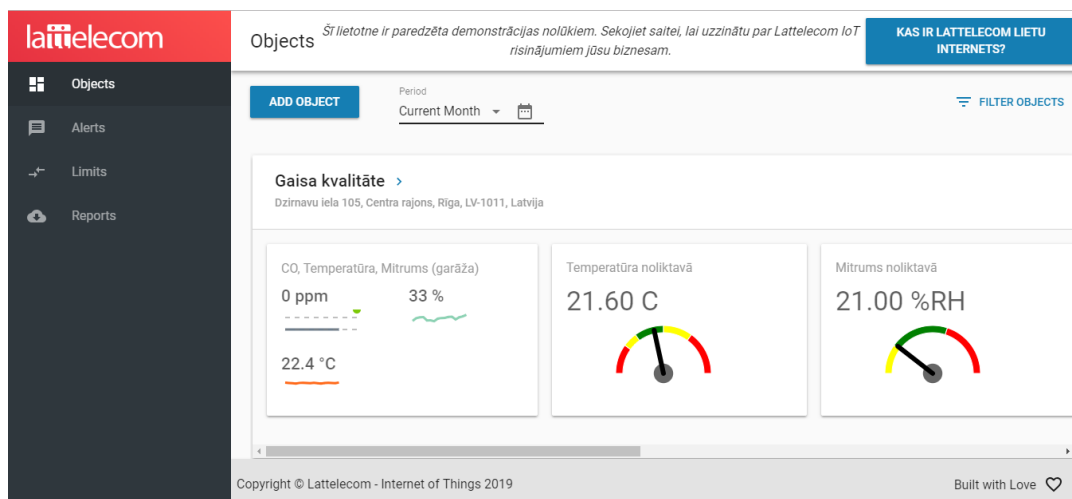 lattelecom
Objects
Šī lietotne ir paredzēta demonstrācijas nolūkiem. Sekojiet saitei, lai uzzinātu par Lattelecom IoT
risinājumiem jūsu biznesam.
KAS IR LATTELECOM LIETU
INTERNETS?
Objects
Alerts
Limits
Reports
ADD OBJECT
Period
Current Month
FILTER OBJECTS
Gaisa kvalitāte
Dzirnavu iela 105, Centra rajons, Rīga, LV-1011, Latvija
CO, Temperatūra, Mitrums (garāža)
0 ppm
33 %
22.4 °C
Temperatūra noliktavā
21.60 C
Mitrums noliktavā
21.00 %RH
Copyright © Lattelecom - Internet of Things 2019
Built with Love